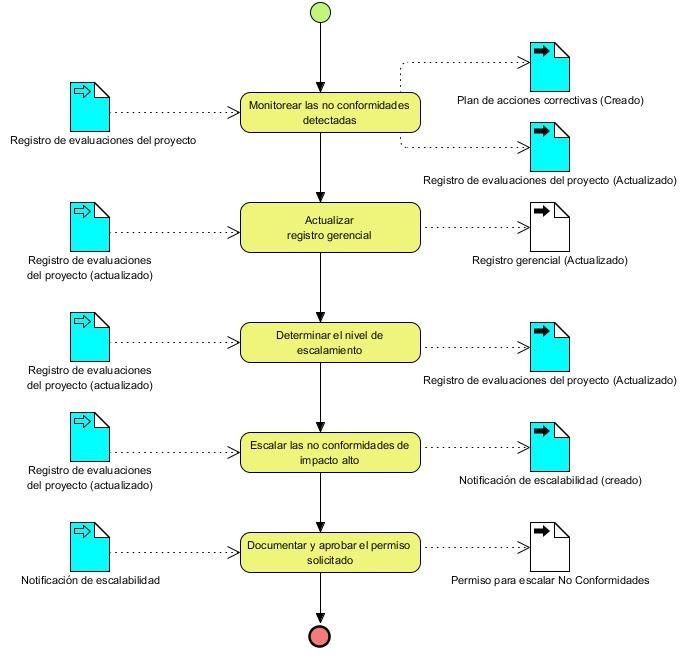 Monitorear las no conformidades
detectadas
Registro de evaluaciones del proyecto
Plan de acciones correctivas (Creado)
Registro de evaluaciones del proyecto (Actualizado)
Actualizar
registro gerencial
Registro de evaluaciones
del proyecto (actualizado)
Registro gerencial (Actualizado)
Determinar el nivel de
escalamiento
Registro de evaluaciones
del proyecto (actualizado)
Registro de evaluaciones del proyecto (Actualizado)
Escalar las no conformidades de
impacto alto
Registro de evaluaciones
del proyecto (actualizado)
Notificación de escalabilidad (creado)
Documentar y aprobar el permiso
solicitado
Notificación de escalabilidad
Permiso para escalar No Conformidades